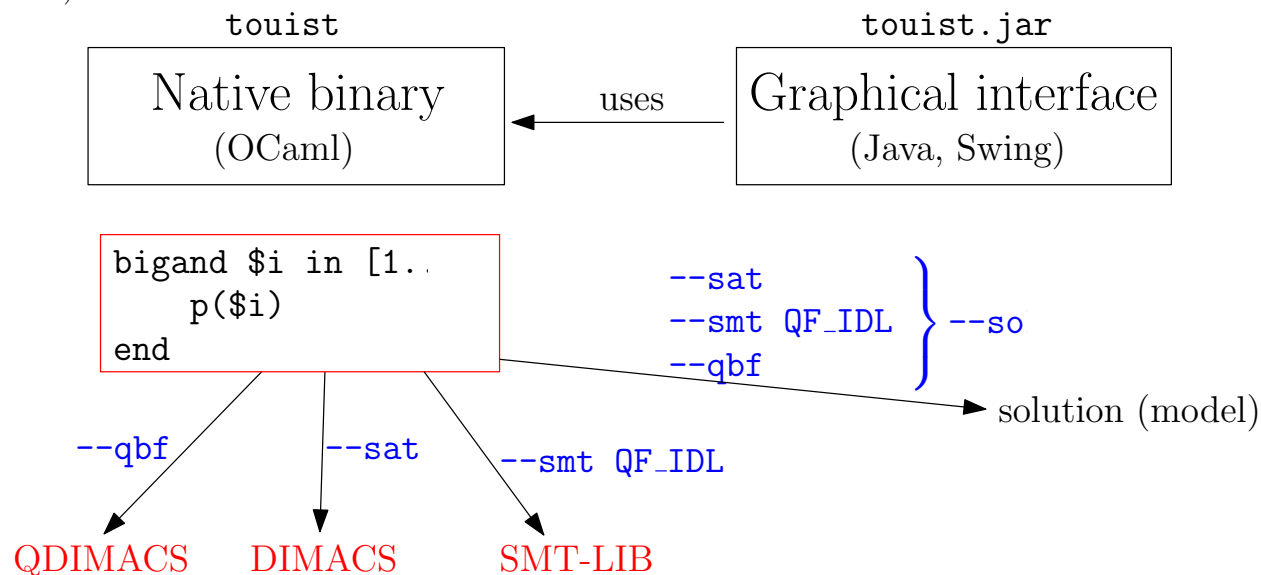 touist
touist.jar
Native binary
(OCaml)
uses
Graphical interface
(Java, Swing)
bigand $i in [1..
p($i)
end
--sat
--smt QF_IDL
--qbf
--so
solution (model)
--qbf
--sat
--smt QF_IDL
QDIMACS
DIMACS
SMT-LIB